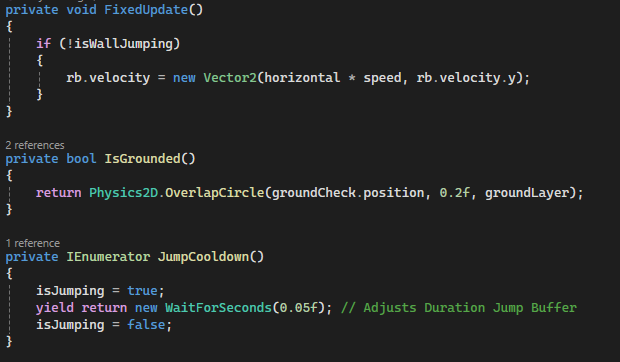 private void FixedUpdate()
{
if (!isWallJumping)
{
rb.velocity = new Vector2(horizontal * speed, rb.velocity.y);
}
}
2 references
private bool IsGrounded()
{
return Physics2D.OverlapCircle(groundCheck.position, 0.2f, groundLayer);
}
1 reference
private IEnumerator JumpCooldown()
{
isJumping = true;
yield return new WaitForSeconds(0.05f); // Adjusts Duration Jump Buffer
isJumping = false;
}